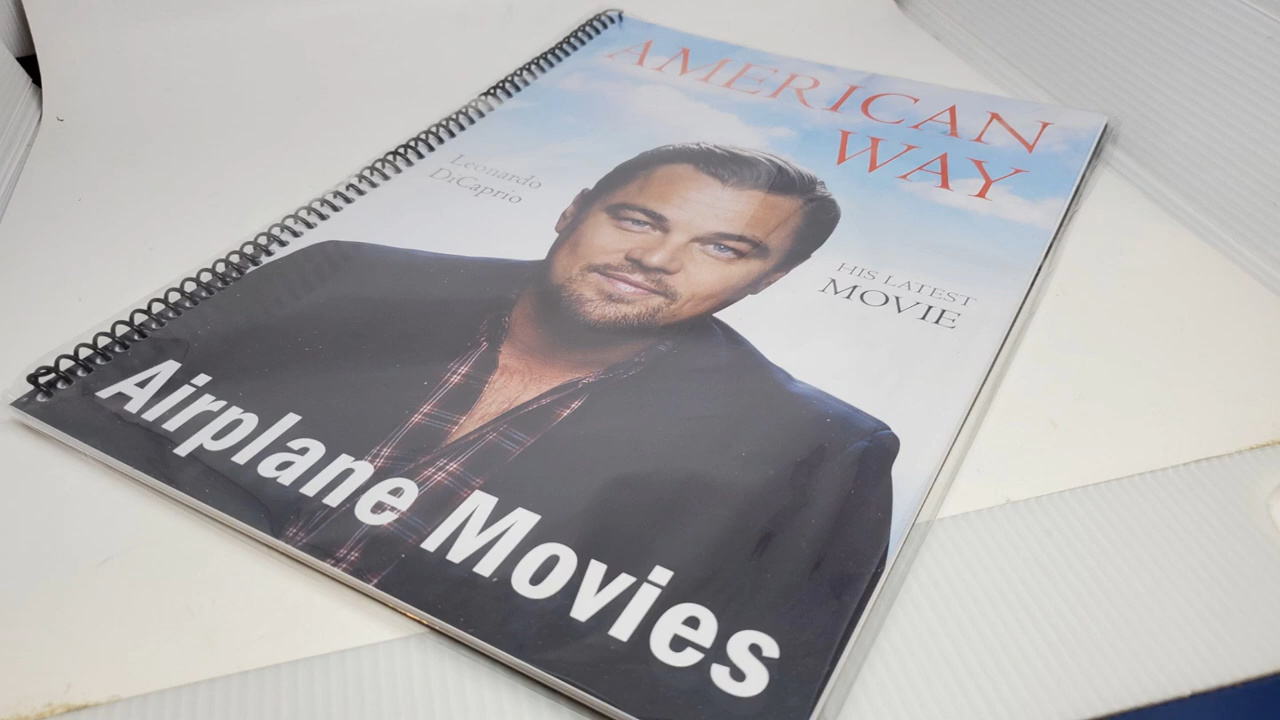 AMERICAN
WAY
Leonardo
DiCaprio
HIS LATEST
MOVIE
Airplane Movies